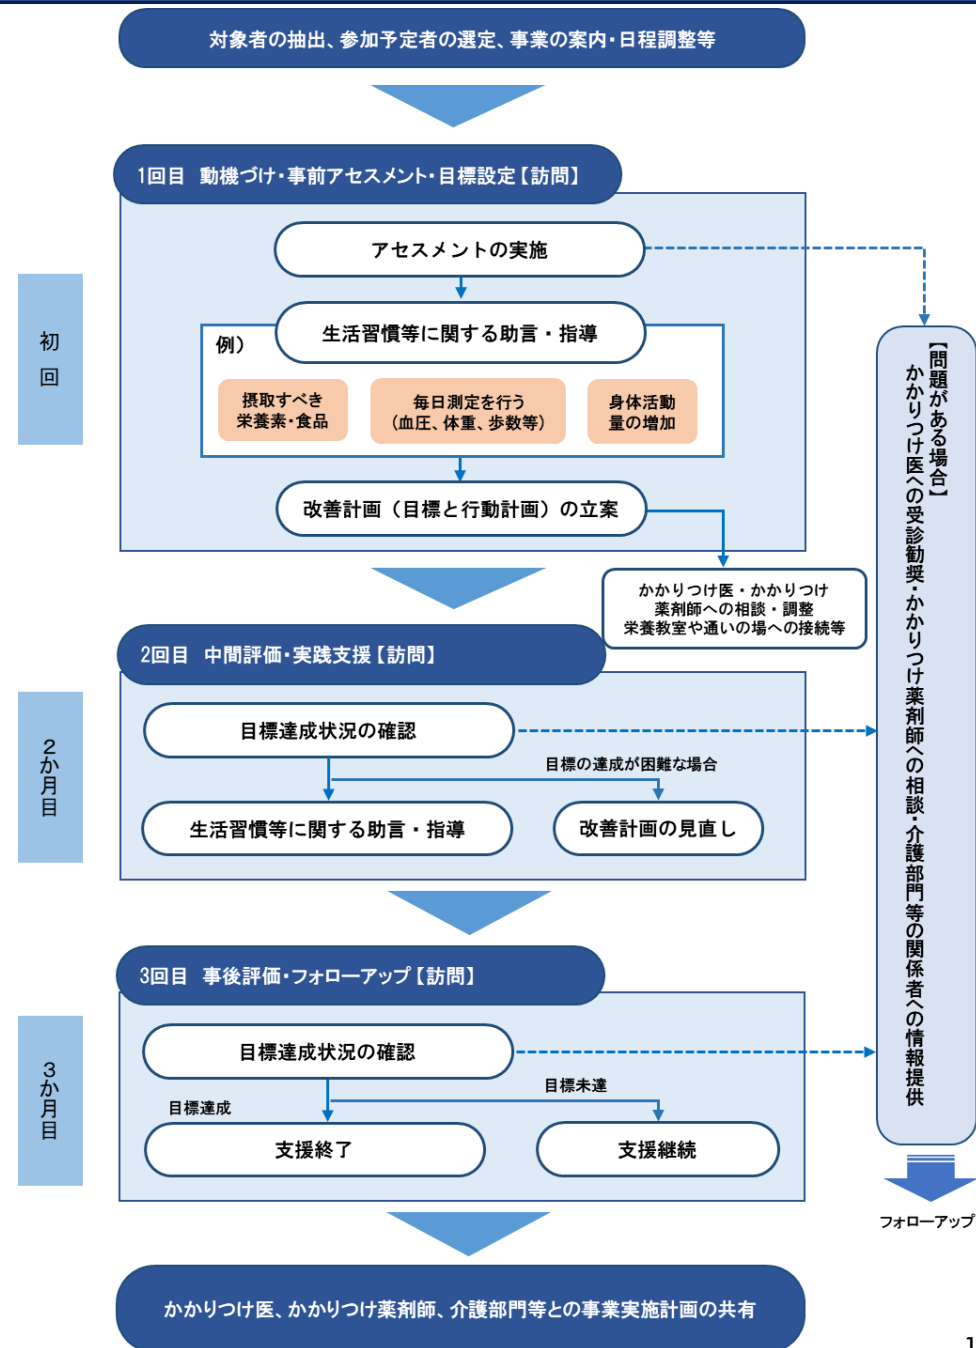 対象者の抽出、参加予定者の選定、事業の案内・日程調整等
1回目 動機づけ・事前アセスメント・目標設定【訪問】
初回
アセスメントの実施
生活習慣等に関する助言・指導
例）
摂取すべき
栄養素・食品
毎日測定を行う
（血圧、体重、歩数等）
身体活動
量の増加
改善計画（目標と行動計画）の立案
かかりつけ医・かかりつけ
薬剤師への相談・調整
栄養教室や通いの場への接続等
2回目 中間評価・実践支援【訪問】
2か月目
目標達成状況の確認
目標の達成が困難な場合
生活習慣等に関する助言・指導
改善計画の見直し
3回目 事後評価・フォローアップ【訪問】
3か月目
目標達成状況の確認
目標未達
目標達成
支援終了
支援継続
【問題がある場合】
かかりつけ医への受診勧奨・かかりつけ薬剤師への相談・介護部門等の関係者への情報提供
フォローアップ
かかりつけ医、かかりつけ薬剤師、介護部門等との事業実施計画の共有
1